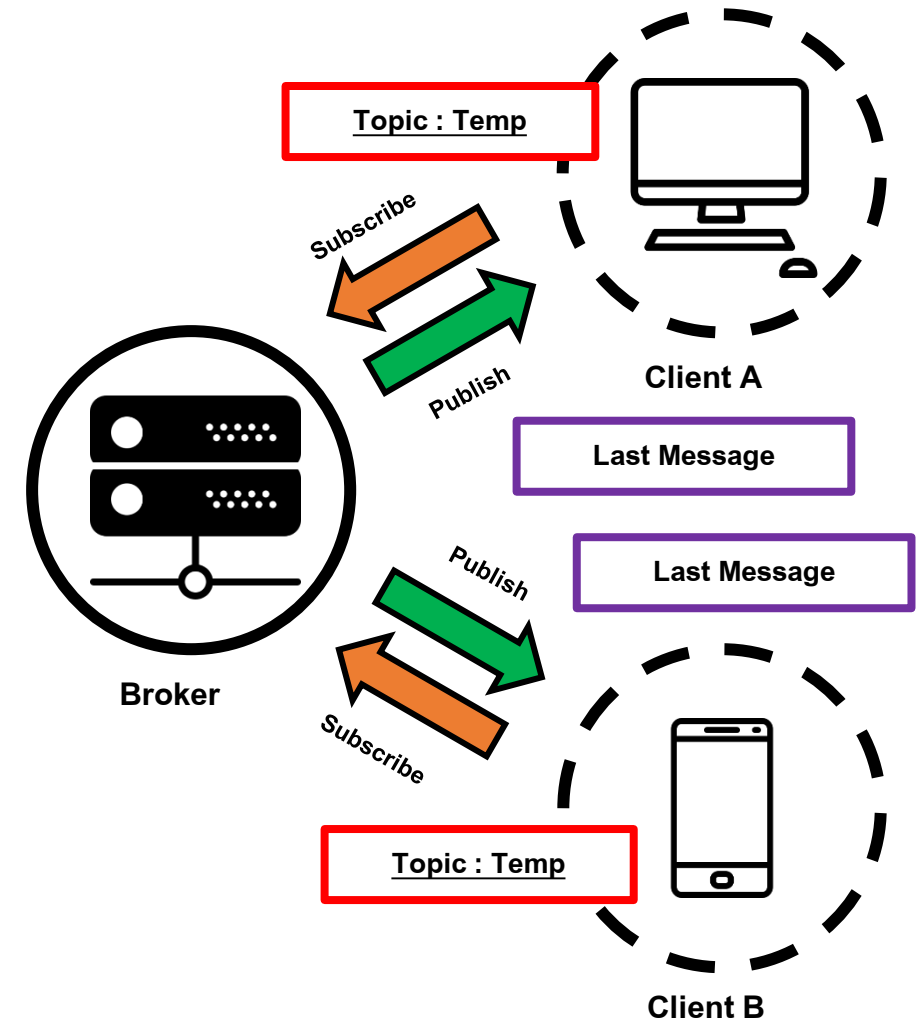 Topic : Temp
Subscribe
Publish
Client A
Last Message
Last Message
Publish
Broker
Subscribe
Topic : Temp
Client B